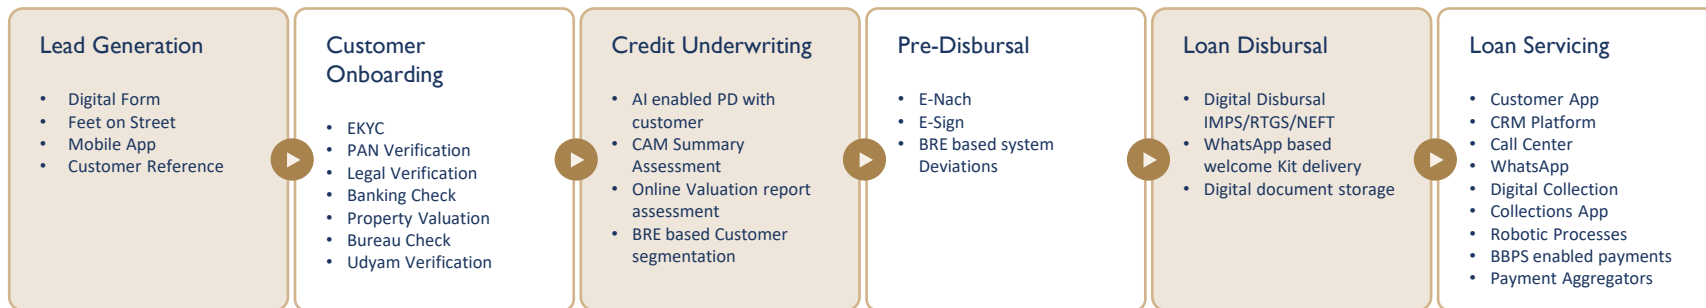 Lead Generation
• Digital Form
• Feet on Street
• Mobile App
• Customer Reference
Customer
Onboarding
• EKYC
• PAN Verification
• Legal Verification
• Banking Check
• Property Valuation
• Bureau Check
• Udyam Verification
Credit Underwriting
• AI enabled PD with
customer
• CAM Summary
Assessment
• Online Valuation report
assessment
• BRE based Customer
segmentation
Pre-Disbursal
• E-Nach
• E-Sign
• BRE based system
Deviations
Loan Disbursal
• Digital Disbursal
IMPS/RTGS/NEFT
• WhatsApp based
welcome Kit delivery
• Digital document storage
Loan Servicing
• Customer App
• CRM Platform
• Call Center
• WhatsApp
• Digital Collection
• Collections App
• Robotic Processes
• BBPS enabled payments
• Payment Aggregators